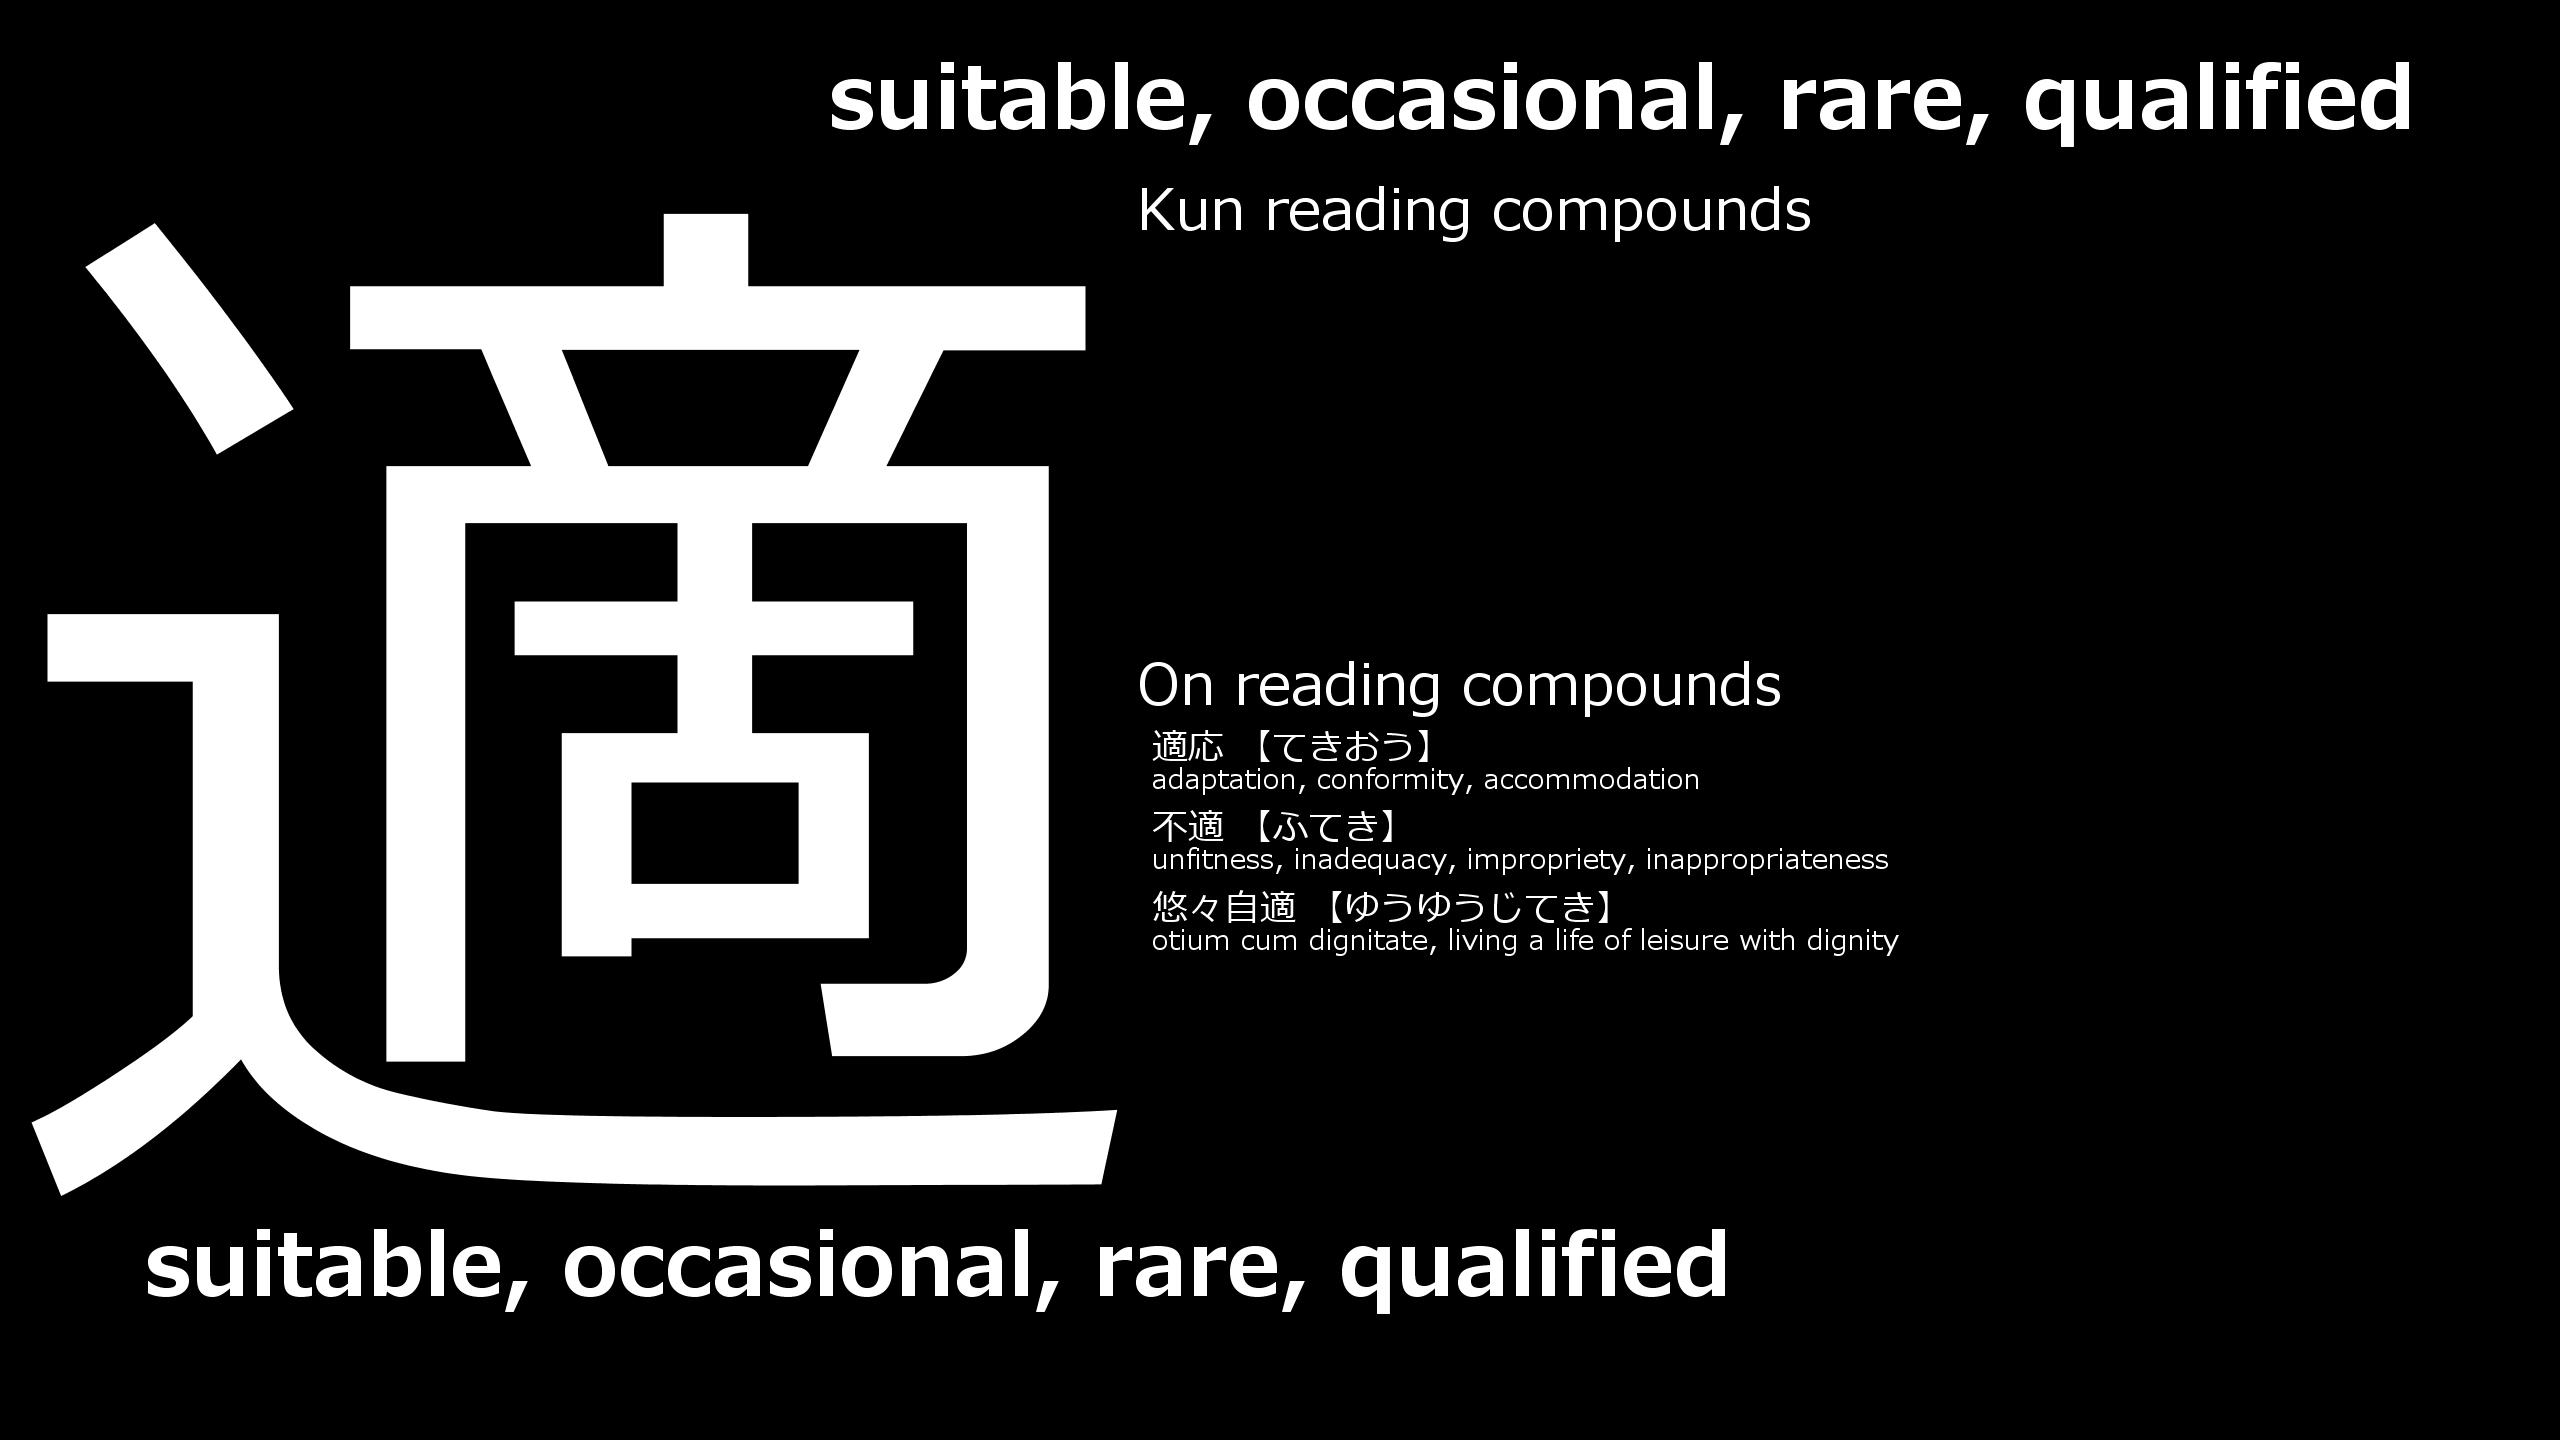 suitable, occasional, rare, qualified
適
Kun reading compounds
On reading compounds
適応 【てきおう】
adaptation, conformity, accommodation
不適 【ふてき】
unfitness, inadequacy, impropriety, inappropriateness
悠々自適 【ゆうゆうじてき】
otium cum dignitate, living a life of leisure with dignity
suitable, occasional, rare, qualified